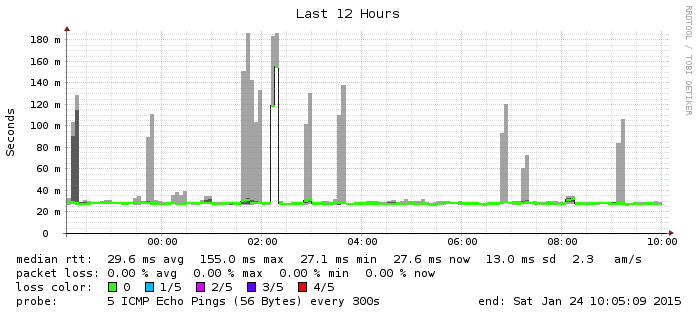 Last 12 Hours
RRDTOOL / TOBI OETIKER
Seconds
180 m
160 m
140 m
120 m
100 m
80 m
60 m
40 m
20 m
0
00:00 02:00 04:00 06:00 08:00 10:00
median rtt: 29.6 ms avg 155.0 ms max 27.1 ms min 27.6 ms now 13.0 ms sd 2.3 am/s
packet loss: 0.00 % avg 0.00 % max 0.00 % min 0.00 % now
loss color: 0 1/5 2/5 3/5 4/5
probe: 5 ICMP Echo Pings (56 Bytes) every 300s end: Sat Jan 24 10:05:09 2015